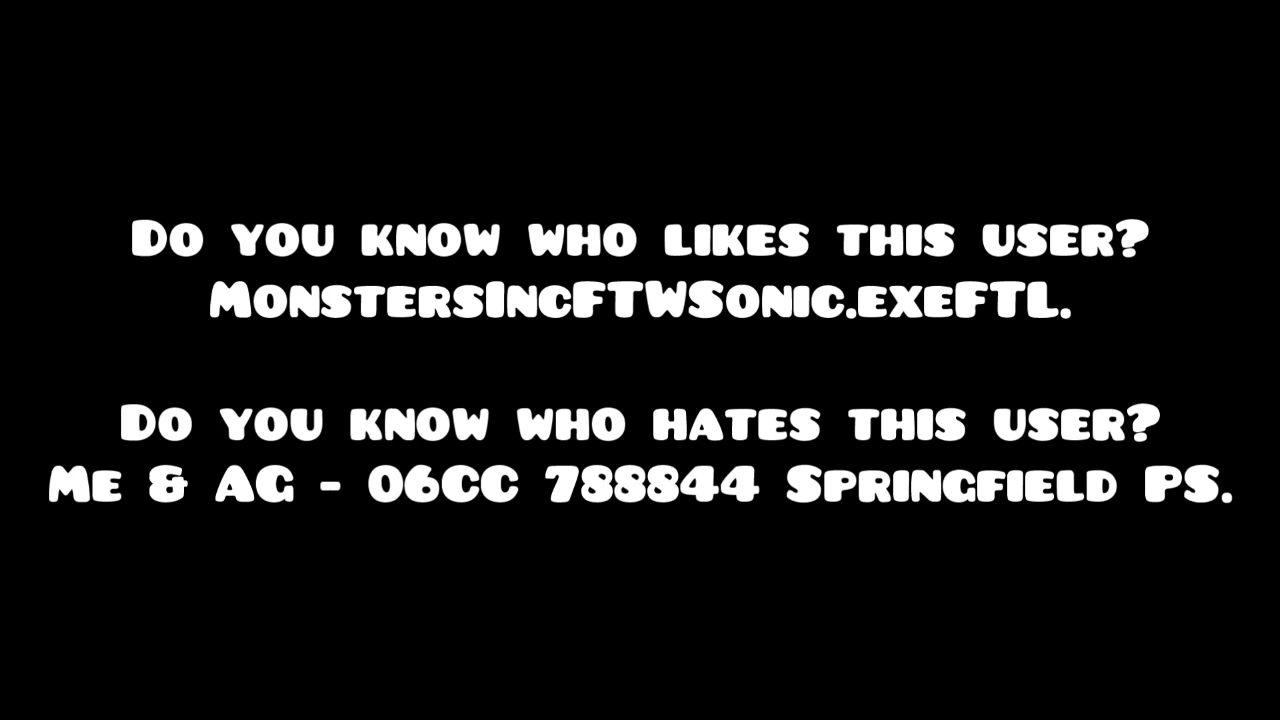 Do you know who likes this user?
MonstersIncFTWSonic.exeFTL.
Do you know who hates this user?
Me & AG - 06CC 788844 Springfield PS.